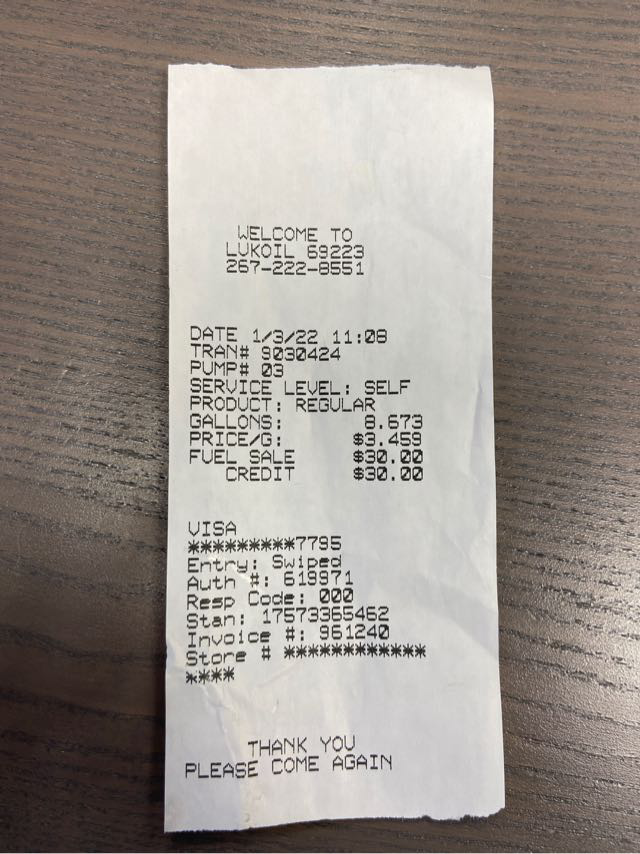 WELCOME TO
LUKOIL 69223
267-222-8551
DATE 1/3/22 11:08
TRAN# 9030424
PUMP# 03
SERVICE LEVEL: SELF
PRODUCT: REGULAR
GALLONS: 8.673
PRICE/G: $3.459
FUEL SALE $30.00
CREDIT $30.00
VISA
*********7795
Entry: Swiped
Auth #: 619971
Resp Code: 000
Stan: 17573365462
Invoice #: 961240
Store # ************
****
THANK YOU
PLEASE COME AGAIN